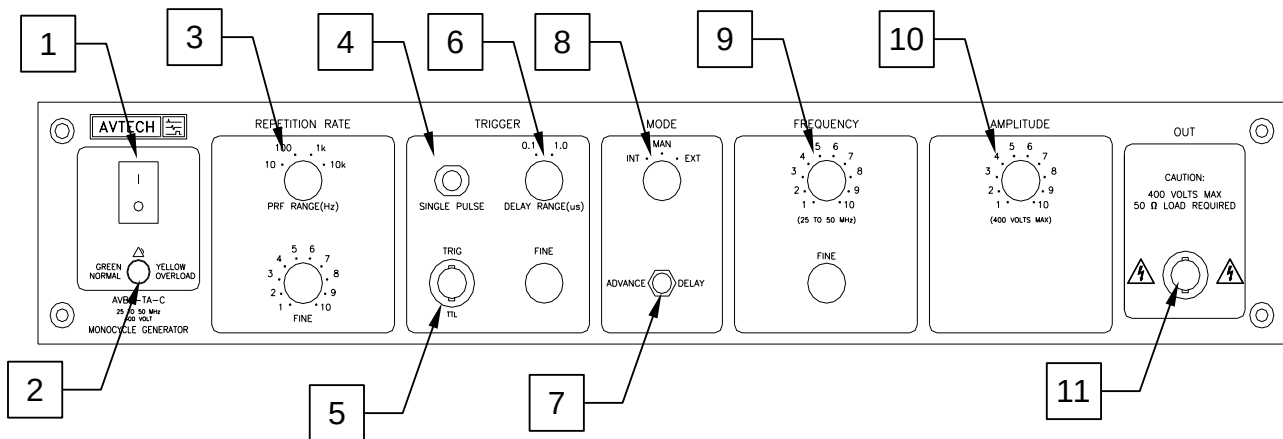 1
3
4
6
8
9
10
AVTECH
REPETITION RATE
TRIGGER
MODE
FREQUENCY
AMPLITUDE
OUT
I
O
GREEN NORMAL
YELLOW OVERLOAD
25 TO 50 MHz
VOLT
MONOCYCLE GENERATOR
10 100 1k 10k
PRF RANGE(Hz)
1 2 3 4 5 6 7 8 9 10
FINE
SINGLE PULSE
0.1 1.0
DELAY RANGE(us)
TRIG
TTL
FINE
INT MAN EXT
ADVANCE DELAY
1 2 3 4 5 6 7 8 9 10
(25 TO 50 MHz)
FINE
1 2 3 4 5 6 7 8 9 10
(400 VOLTS MAX)
CAUTION:
400 VOLTS MAX
50 Ω LOAD REQUIRED
2
5
7
11